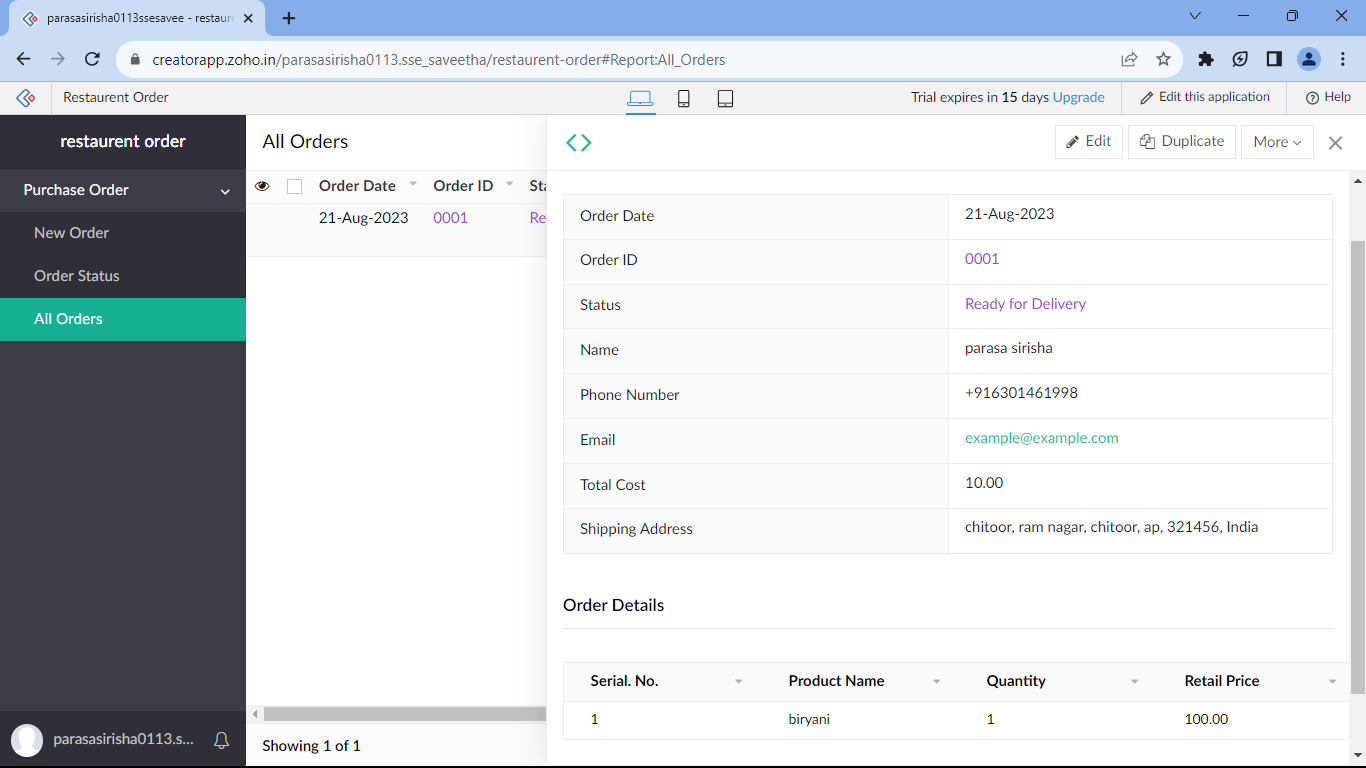 parasasirisha0113ssesavee - restaur
creatorapp.zoho.in/parasasirisha0113.sse_saveetha/restaurent-order#Report:All_Orders
Restaurent Order
Trial expires in 15 days Upgrade
Edit this application
Help
restaurent order
Purchase Order
New Order
Order Status
All Orders
parasasirisha0113.s...
All Orders
Order Date Order ID Sta
21-Aug-2023 0001 Re
Showing 1 of 1
Edit Duplicate More
Order Date 21-Aug-2023
Order ID 0001
Status Ready for Delivery
Name parasa sirisha
Phone Number +916301461998
Email example@example.com
Total Cost 10.00
Shipping Address chitoor, ram nagar, chitoor, ap, 321456, India
Order Details
Serial. No. Product Name Quantity Retail Price
1 biryani 1 100.00